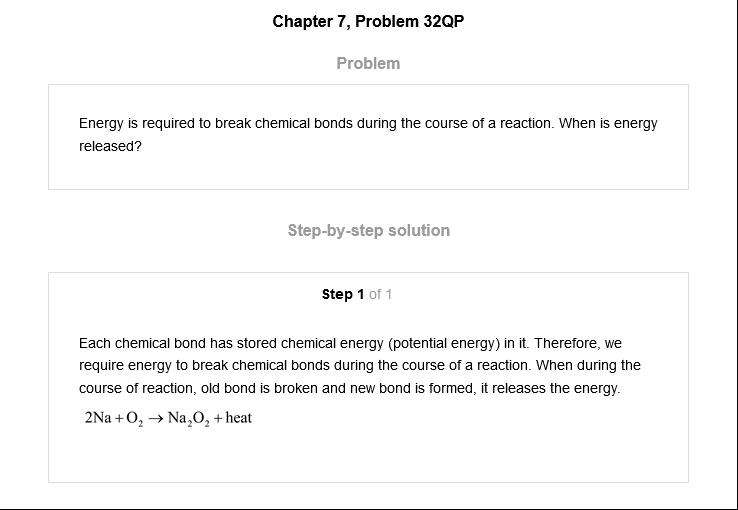 Chapter 7, Problem 32QP
Problem
Energy is required to break chemical bonds during the course of a reaction. When is energy
released?
Step-by-step solution
Step 1 of 1
Each chemical bond has stored chemical energy (potential energy) in it. Therefore, we
require energy to break chemical bonds during the course of a reaction. When during the
course of reaction, old bond is broken and new bond is formed, it releases the energy.
2Na + O₂ → Na₂O₂ + heat